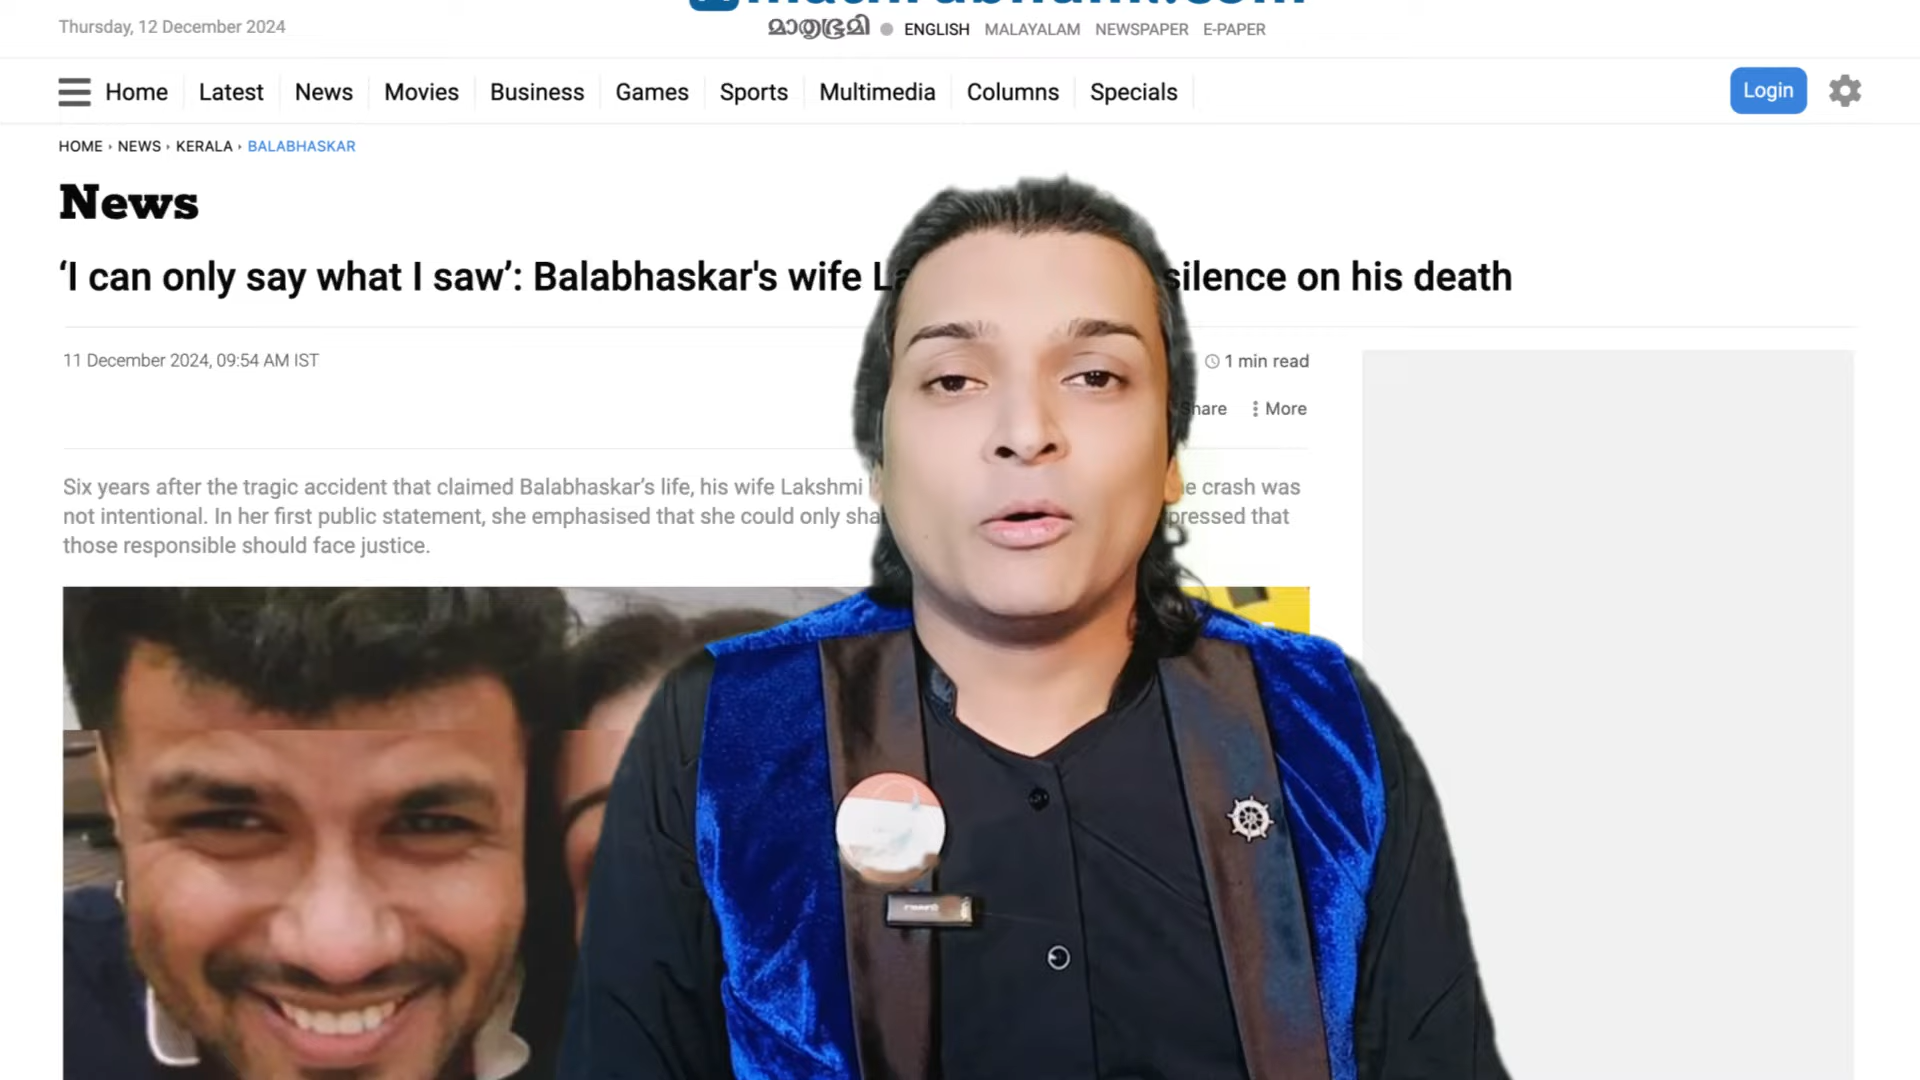 Thursday, 12 December 2024
മാതൃഭൂമി ENGLISH MALAYALAM NEWSPAPER E-PAPER
Home Latest News Movies Business Games Sports Multimedia Columns Specials Login
HOME › NEWS › KERALA › BALABHASKAR
News
‘I can only say what I saw’: Balabhaskar's wife silence on his death
11 December 2024, 09:54 AM IST
1 min read
Share More
Six years after the tragic accident that claimed Balabhaskar’s life, his wife Lakshmi crash was
not intentional. In her first public statement, she emphasised that she could only that
those responsible should face justice.